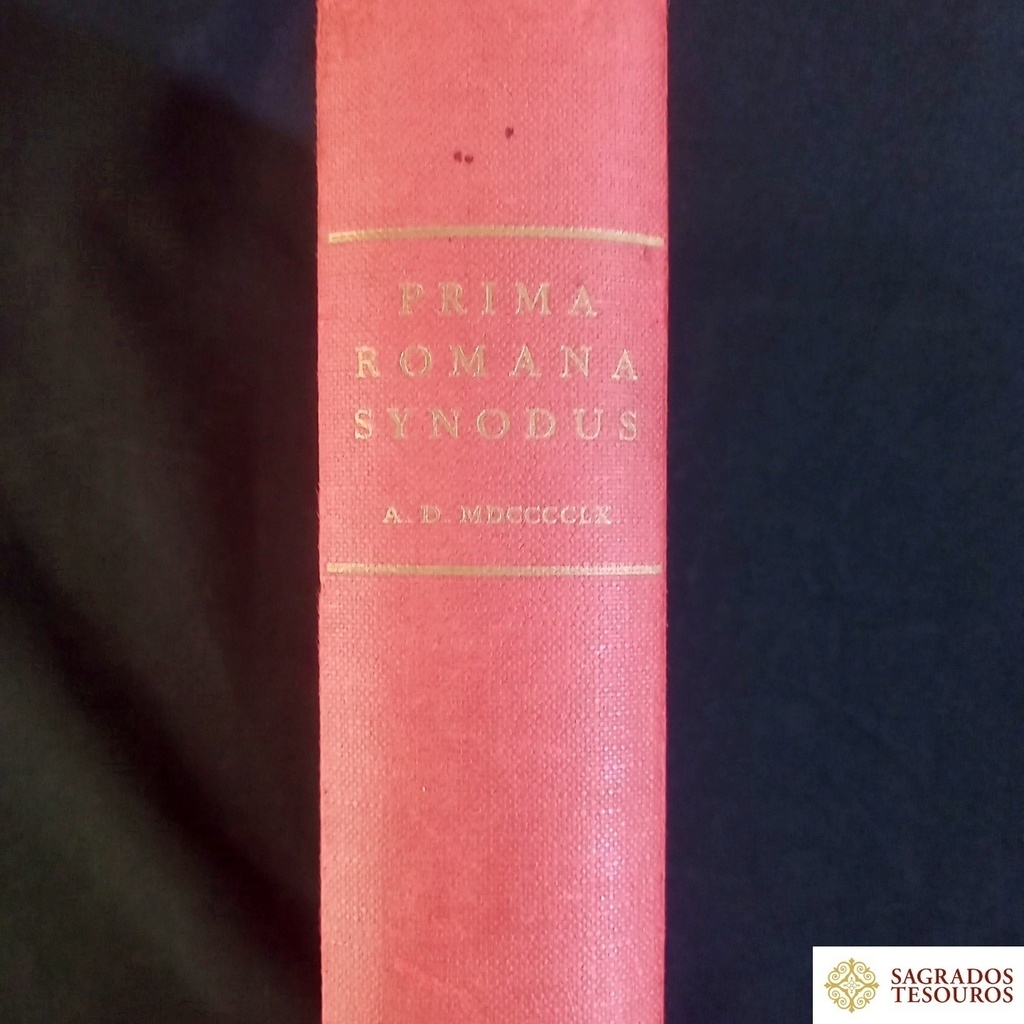 PRIMA
ROMANA
SYNODUS
A. D. MDCCCCLX
SAGRADOS
TESOUROS